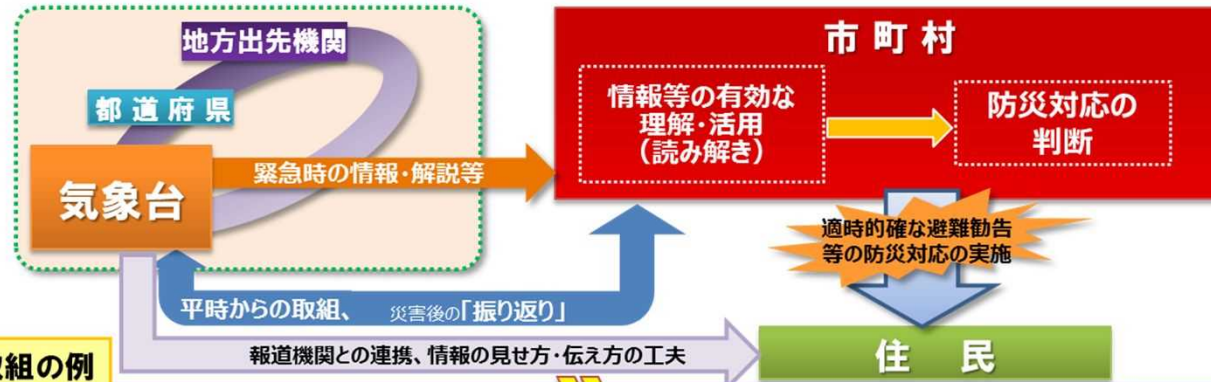 地方出先機関
都道府県
気象台
緊急時の情報・解説等
市町村
情報等の有効な
理解・活用
（読み解き）
防災対応の
判断
適時的確な避難勧告
等の防災対応の実施
平時からの取組、 災害後の「振り返り」
報道機関との連携、情報の見せ方・伝え方の工夫
住 民
取組の例